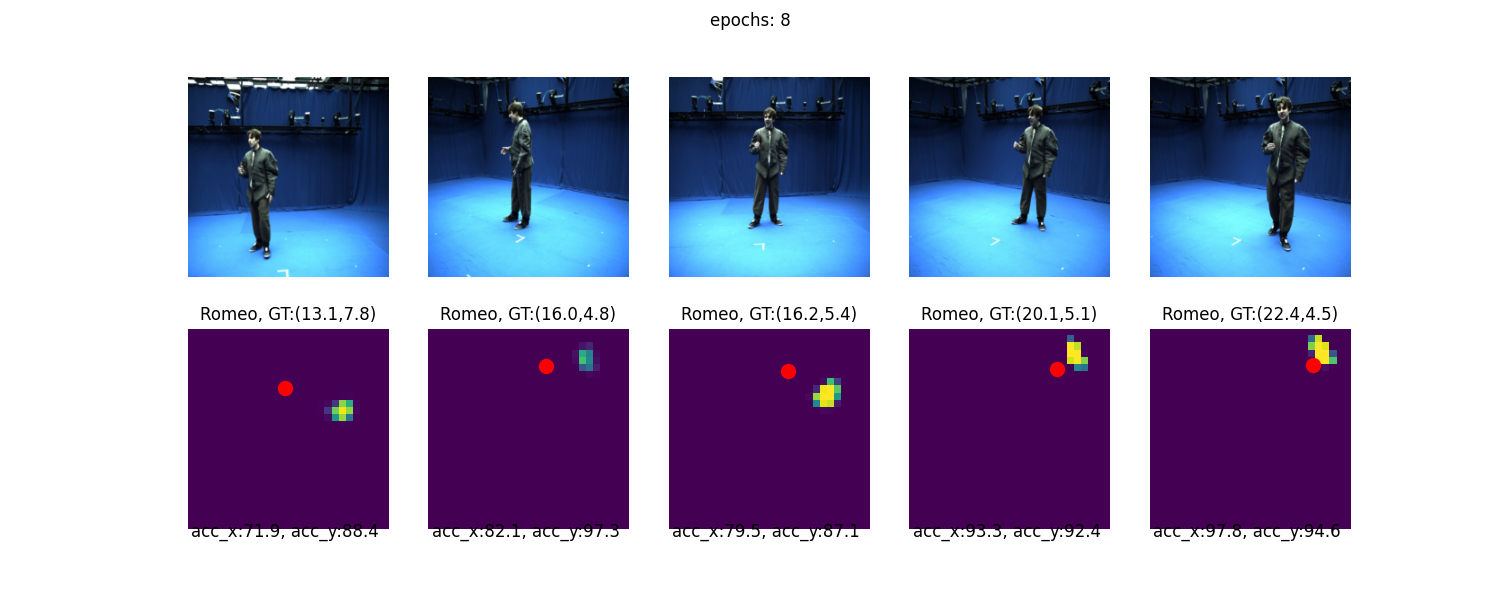 epochs: 8
Romeo, GT:(13.1,7.8)
Romeo, GT:(16.0,4.8)
Romeo, GT:(16.2,5.4)
Romeo, GT:(20.1,5.1)
Romeo, GT:(22.4,4.5)
acc_x:71.9, acc_y:88.4
acc_x:82.1, acc_y:97.3
acc_x:79.5, acc_y:87.1
acc_x:93.3, acc_y:92.4
acc_x:97.8, acc_y:94.6